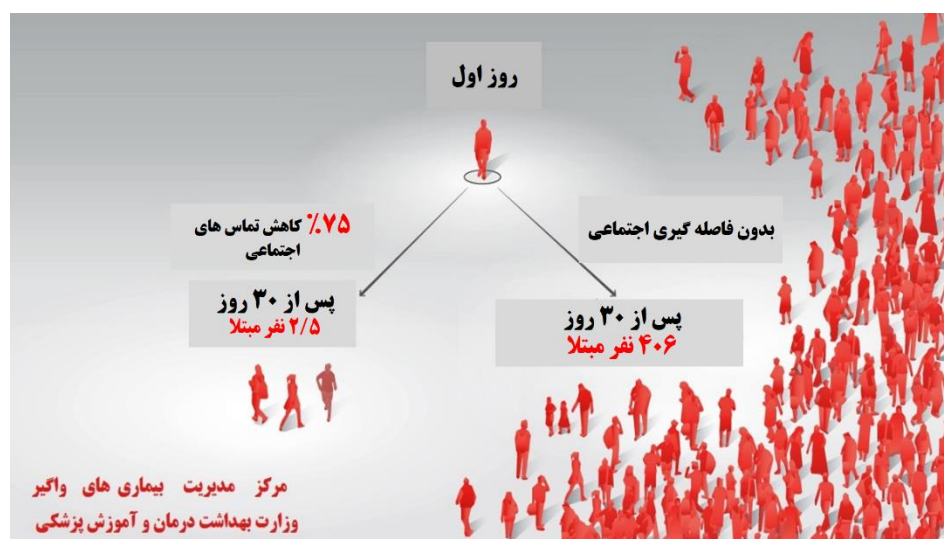 روز اول
بدون فاصله گیری اجتماعی
پس از ۳۰ روز
۴۰۶ نفر مبتلا
۷۵٪ کاهش تماس های
اجتماعی
پس از ۳۰ روز
۲/۵ نفر مبتلا
مرکز مدیریت بیماری های واگیر
وزارت بهداشت درمان و آموزش پزشکی